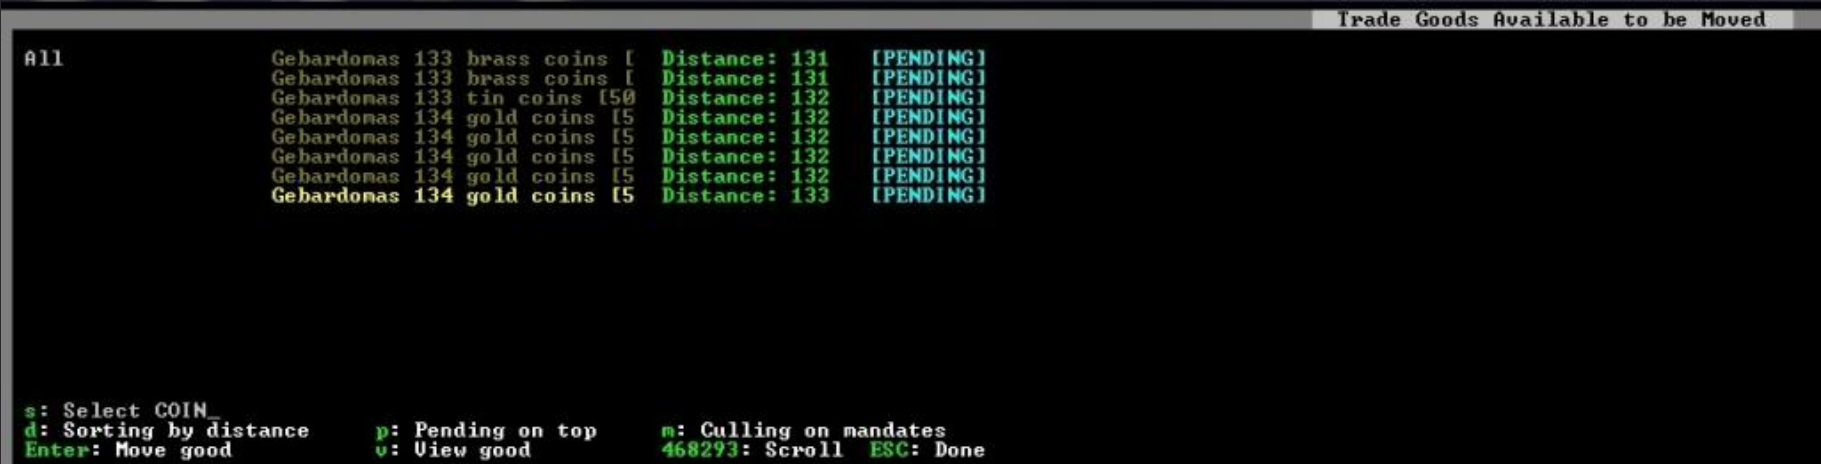 Trade Goods Available to be Moved
All Gebardomas 133 brass coins [ Distance: 131 [PENDING]
Gebardomas 133 brass coins [ Distance: 131 [PENDING]
Gebardomas 133 tin coins [50 Distance: 132 [PENDING]
Gebardomas 134 gold coins [5 Distance: 132 [PENDING]
Gebardomas 134 gold coins [5 Distance: 132 [PENDING]
Gebardomas 134 gold coins [5 Distance: 132 [PENDING]
Gebardomas 134 gold coins [5 Distance: 132 [PENDING]
Gebardomas 134 gold coins [5 Distance: 133 [PENDING]
s: Select COIN_
d: Sorting by distance p: Pending on top m: Culling on mandates
Enter: Move good v: View good 468293: Scroll ESC: Done